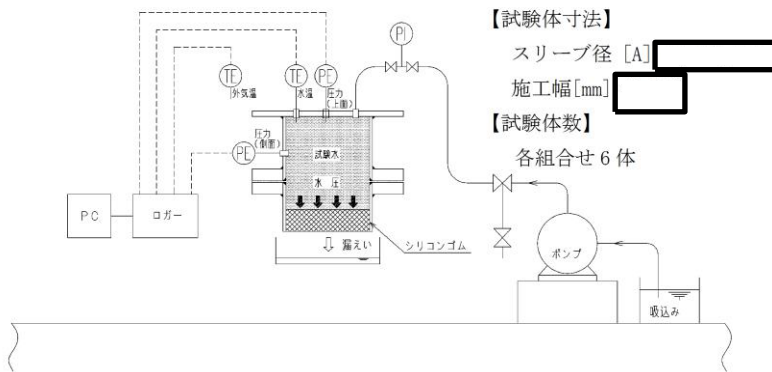 【試験体寸法】
スリーブ径 [A]
施工幅[mm]
【試験体数】
各組合せ6体
PI
TE
外気温
TE
水温
PE
圧力
(上面)
圧力
(側面)
PE
試験水
水 圧
PC
ロガー
漏えい
シリコンゴム
ポンプ
吸込み